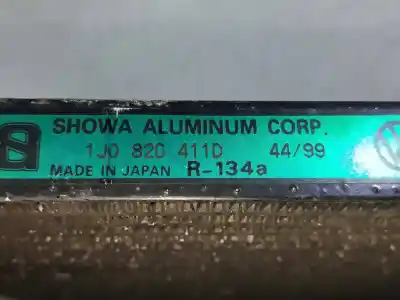 SHOWA ALUMINUM CORP.
1J0 820 411D 44/99
MADE IN JAPAN R-134a